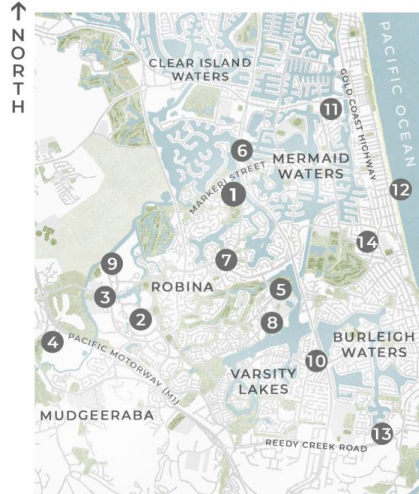 NORTH
CLEAR ISLAND
WATERS
PACIFIC OCEAN
GOLD COAST HIGHWAY
11
6
MERMAID
WATERS
MARKERI STREET
1
12
14
7
9
ROBINA
5
3
2
8
4
PACIFIC MOTORWAY (M1)
BURLEIGH
WATERS
10
VARSITY
LAKES
MUDGEERABA
13
REEDY CREEK ROAD